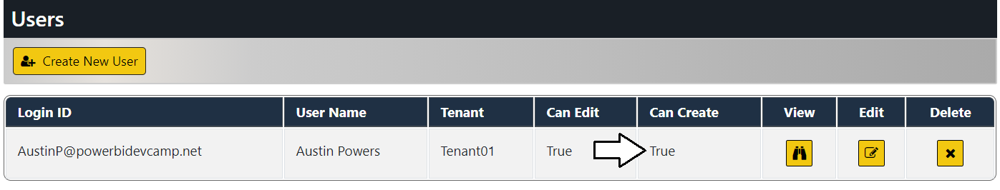 Users
Create New User
Login ID User Name Tenant Can Edit Can Create View Edit Delete
AustinP@powerbidevcamp.net Austin Powers Tenant01 True True